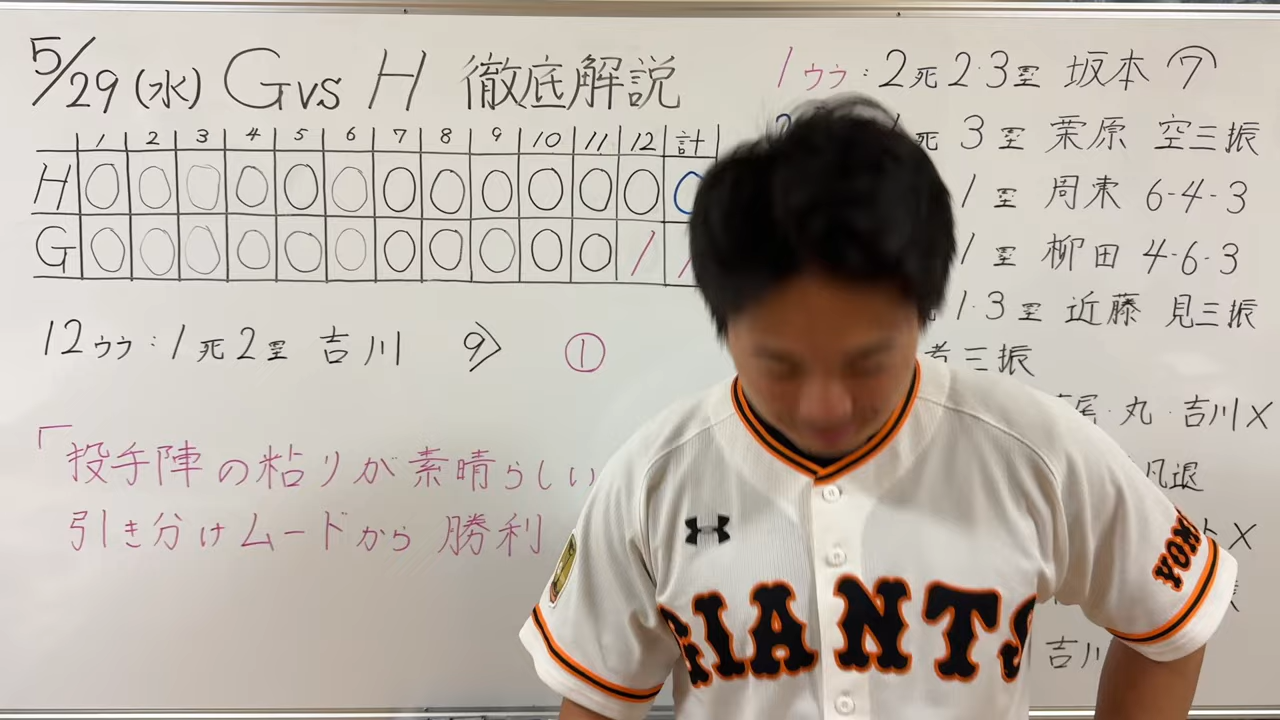 5/29(水) G vs H 徹底解説
1 2 3 4 5 6 7 8 9 10 11 12 計
H 0 0 0 0 0 0 0 0 0 0 0 0 0
G 0 0 0 0 0 0 0 0 0 0 0 1
12ウラ:1死2塁 吉川 9> ①
「投手陣の粘りが素晴らしい
引き分けムードから 勝利
1ウラ:2死2・3塁 坂本 ⑦
死 3塁 栗原 空三振
1塁 周東 6-4-3
1塁 柳田 4-6-3
1・3塁 近藤 見三振
三振
丸・吉川X
凡退
X
吉川
GIANTS
YOMI